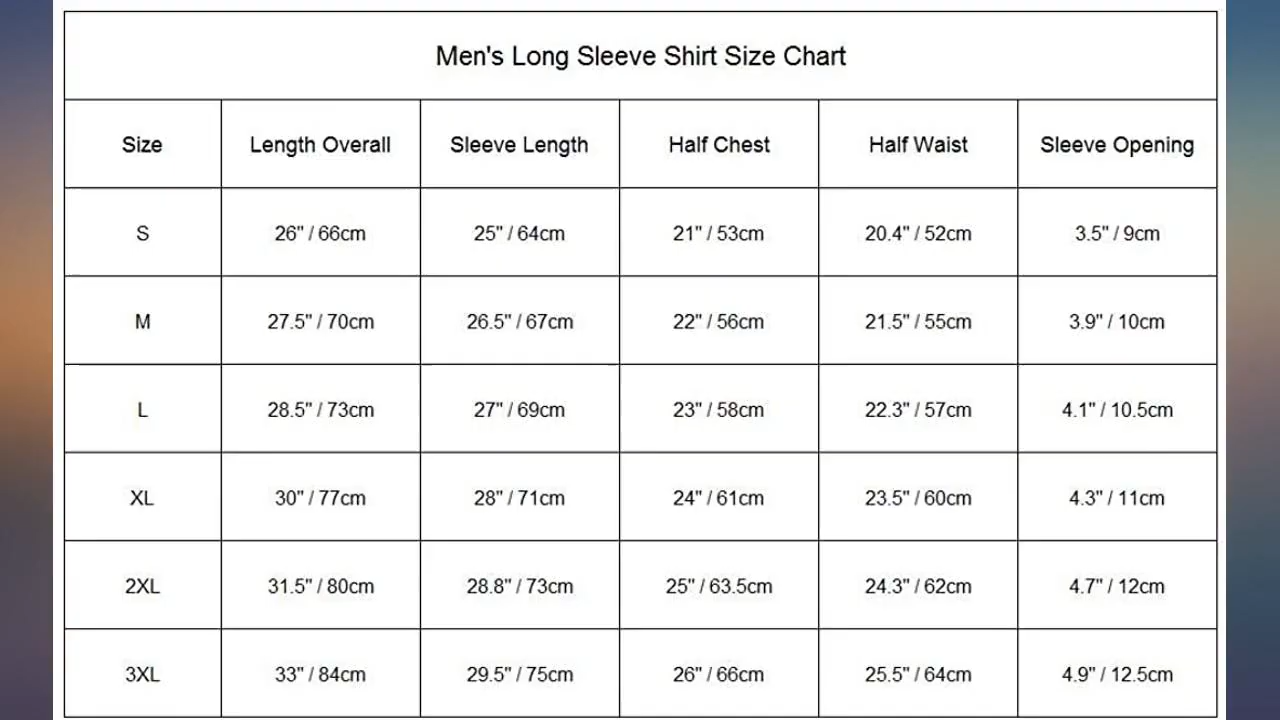 Men's Long Sleeve Shirt Size Chart
Size Length Overall Sleeve Length Half Chest Half Waist Sleeve Opening
S 26" / 66cm 25" / 64cm 21" / 53cm 20.4" / 52cm 3.5" / 9cm
M 27.5" / 70cm 26.5" / 67cm 22" / 56cm 21.5" / 55cm 3.9" / 10cm
L 28.5" / 73cm 27" / 69cm 23" / 58cm 22.3" / 57cm 4.1" / 10.5cm
XL 30" / 77cm 28" / 71cm 24" / 61cm 23.5" / 60cm 4.3" / 11cm
2XL 31.5" / 80cm 28.8" / 73cm 25" / 63.5cm 24.3" / 62cm 4.7" / 12cm
3XL 33" / 84cm 29.5" / 75cm 26" / 66cm 25.5" / 64cm 4.9" / 12.5cm